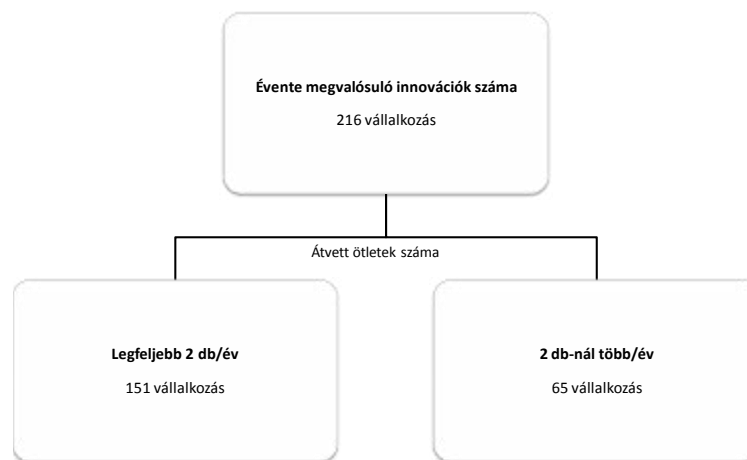 Évente megvalósuló innovációk száma
216 vállalkozás
Átvett ötletek száma
Legfeljebb 2 db/év
151 vállalkozás
2 db-nál több/év
65 vállalkozás